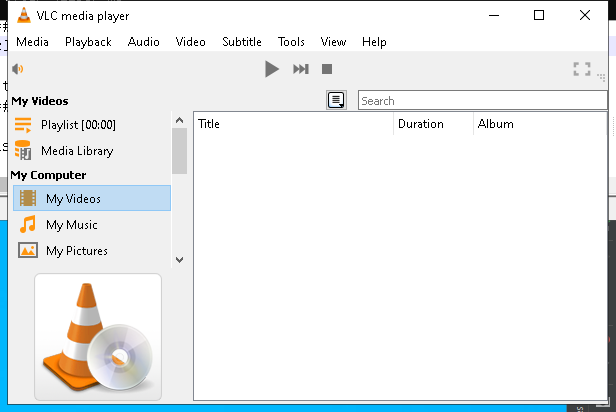 VLC media player
Media Playback Audio Video Subtitle Tools View Help
My Videos
Search
Playlist [00:00]
Title Duration Album
Media Library
My Computer
My Videos
My Music
My Pictures